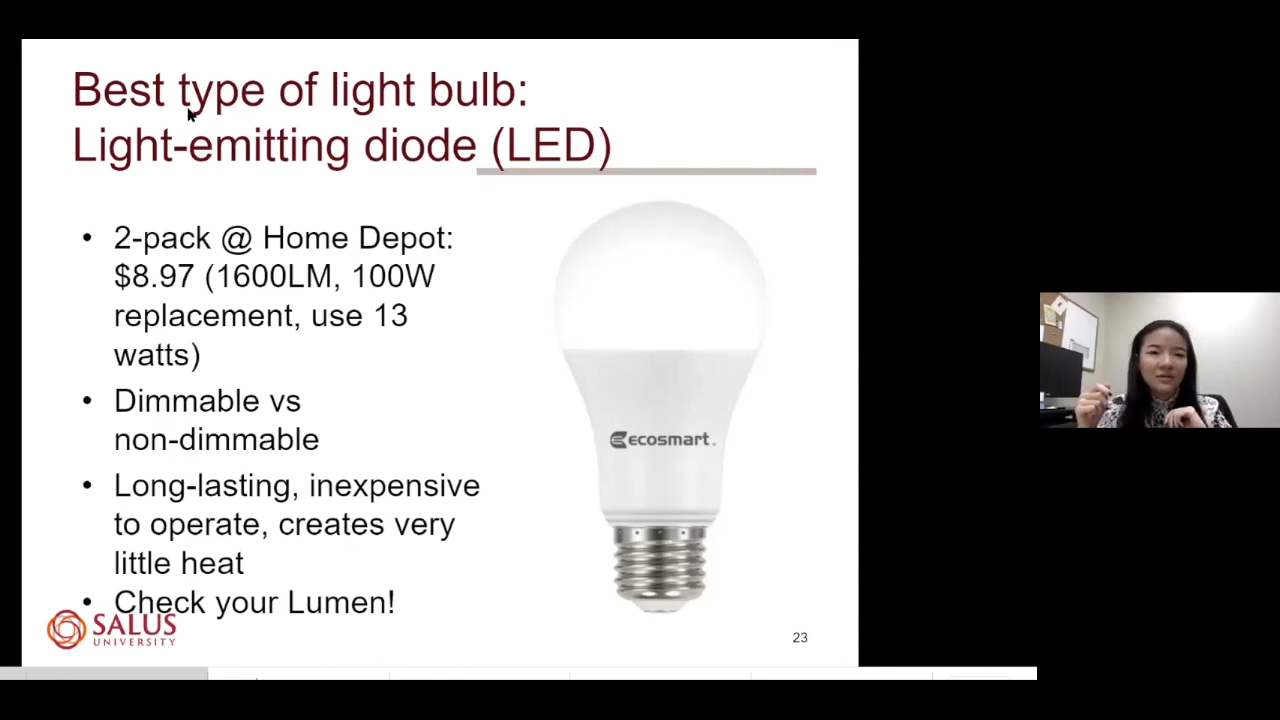 Best type of light bulb:
Light-emitting diode (LED)
• 2-pack @ Home Depot:
$8.97 (1600LM, 100W
replacement, use 13
watts)
• Dimmable vs
non-dimmable
• Long-lasting, inexpensive
to operate, creates very
little heat
• Check your Lumen!
ecosmart
SALUS
UNIVERSITY
23